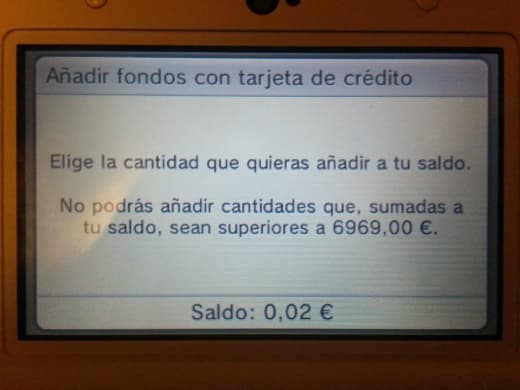 Añadir fondos con tarjeta de crédito
Elige la cantidad que quieras añadir a tu saldo.
No podrás añadir cantidades que, sumadas a
tu saldo, sean superiores a 6969,00 €.
Saldo: 0,02 €